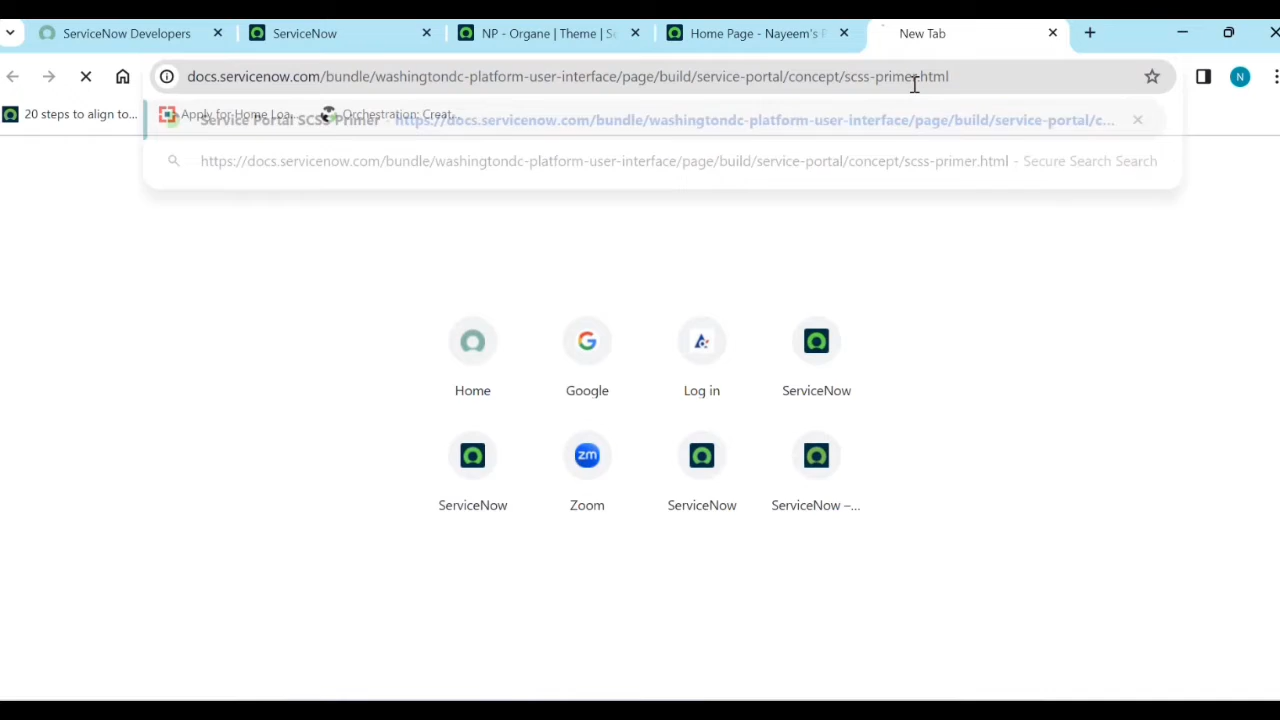 ServiceNow Developers
ServiceNow
NP - Organe | Theme | S
Home Page - Nayeem's P
New Tab
docs.servicenow.com/bundle/washingtondc-platform-user-interface/page/build/service-portal/concept/scss-primer.html
N
20 steps to align to...
Apply for Home Loa...
Orchestration: Creat...
Service Portal SCSS Primer - https://docs.servicenow.com/bundle/washingtondc-platform-user-interface/page/build/service-portal/c...
https://docs.servicenow.com/bundle/washingtondc-platform-user-interface/page/build/service-portal/concept/scss-primer.html - Secure Search Search
Home
Google
Log in
ServiceNow
zm
ServiceNow
Zoom
ServiceNow
ServiceNow –...